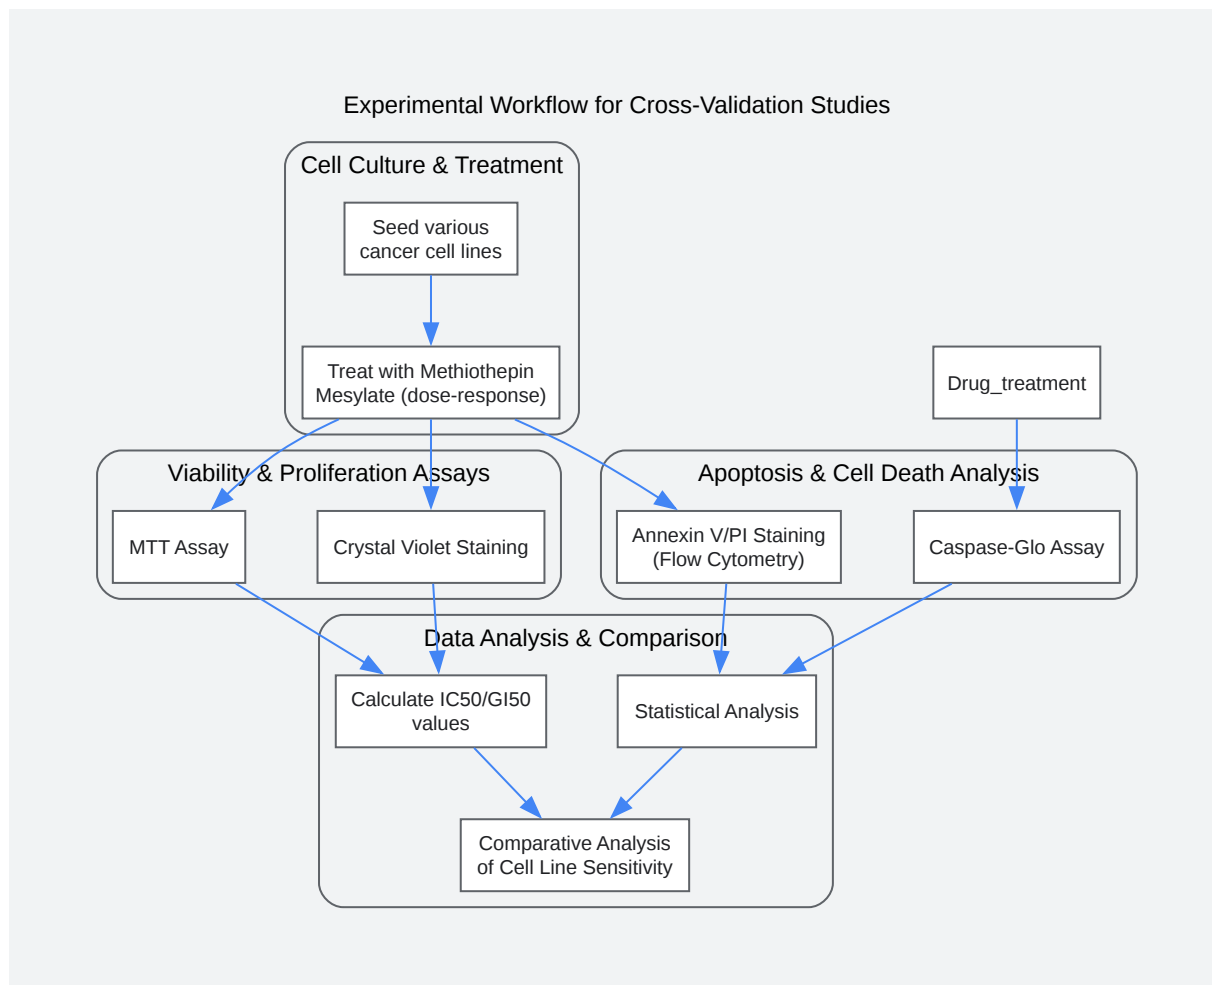 Experimental Workflow for Cross-Validation Studies
Cell Culture & Treatment
Seed various
cancer cell lines
Treat with Methiothepin
Mesylate (dose-response)
Drug_treatment
Viability & Proliferation Assays
MTT Assay
Crystal Violet Staining
Apoptosis & Cell Death Analysis
Annexin V/PI Staining
(Flow Cytometry)
Caspase-Glo Assay
Data Analysis & Comparison
Calculate IC50/GI50
values
Statistical Analysis
Comparative Analysis
of Cell Line Sensitivity